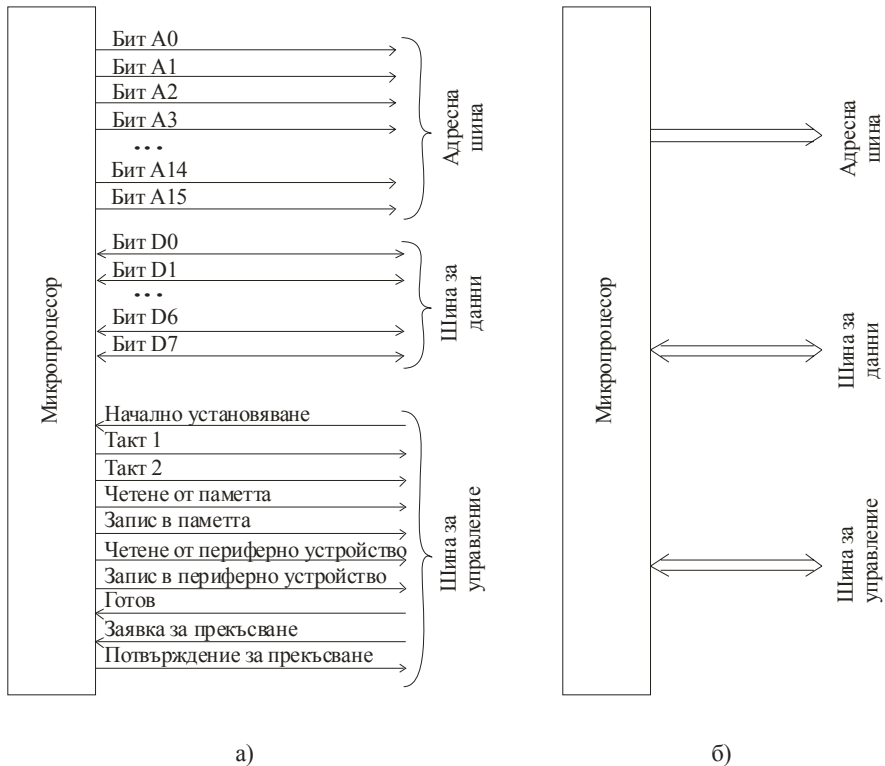 Микропроцесор
Бит A0
Бит A1
Бит A2
Бит A3
...
Бит A14
Бит A15
Адресна
шина
Бит D0
Бит D1
...
Бит D6
Бит D7
Шина за
данни
Начално установяване
Такт 1
Такт 2
Четене от паметта
Запис в паметта
Четене от периферно устройство
Запис в периферно устройство
Готов
Заявка за прекъсване
Потвърждение за прекъсване
Шина за
управление
а)
Микропроцесор
Адресна
шина
Шина за
данни
Шина за
управление
б)